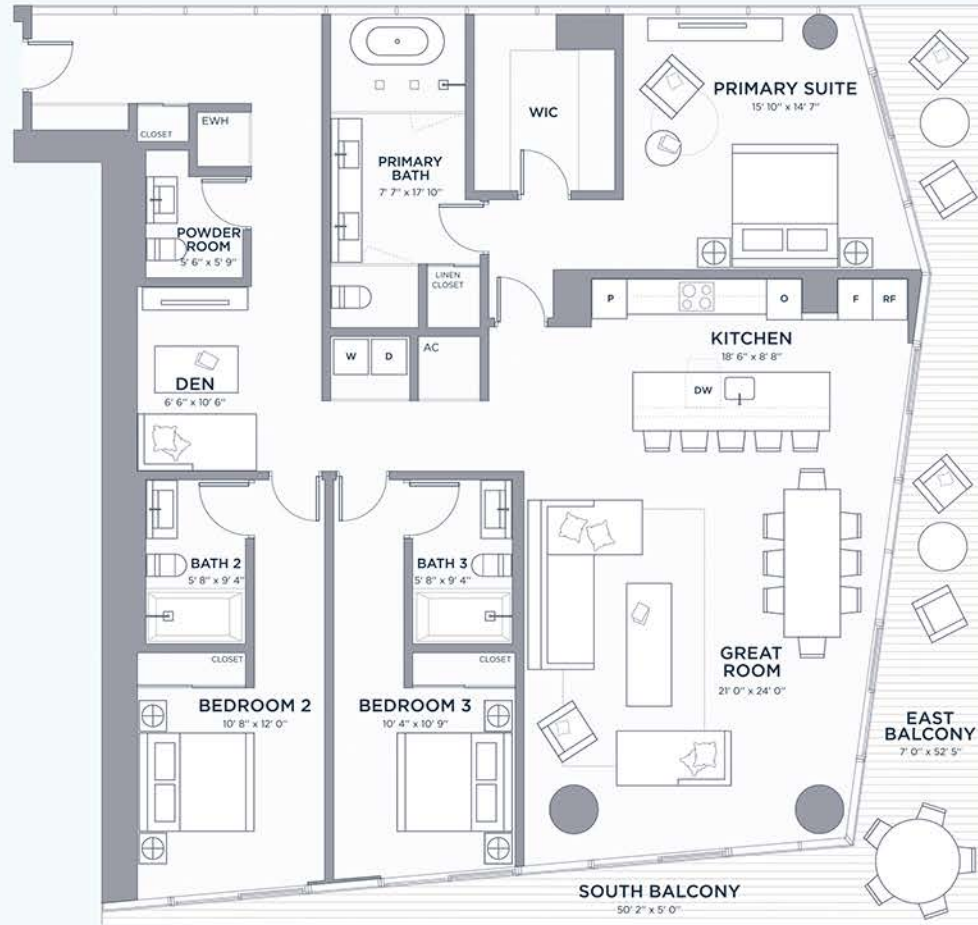 CLOSET
EWH
POWDER
ROOM
5' 6" x 5' 9"
PRIMARY
BATH
7' 7" x 17' 10"
WIC
PRIMARY SUITE
15' 10" x 14' 7"
LINEN
CLOSET
W
D
AC
P
O
F
RF
KITCHEN
18' 6" x 8' 8"
DW
DEN
6' 6" x 10' 6"
BATH 2
5' 8" x 9' 4"
BATH 3
5' 8" x 9' 4"
CLOSET
CLOSET
BEDROOM 2
10' 8" x 12' 0"
BEDROOM 3
10' 4" x 10' 9"
GREAT
ROOM
21' 0" x 24' 0"
EAST
BALCONY
7' 0" x 52' 5"
SOUTH BALCONY
50' 2" x 5' 0"